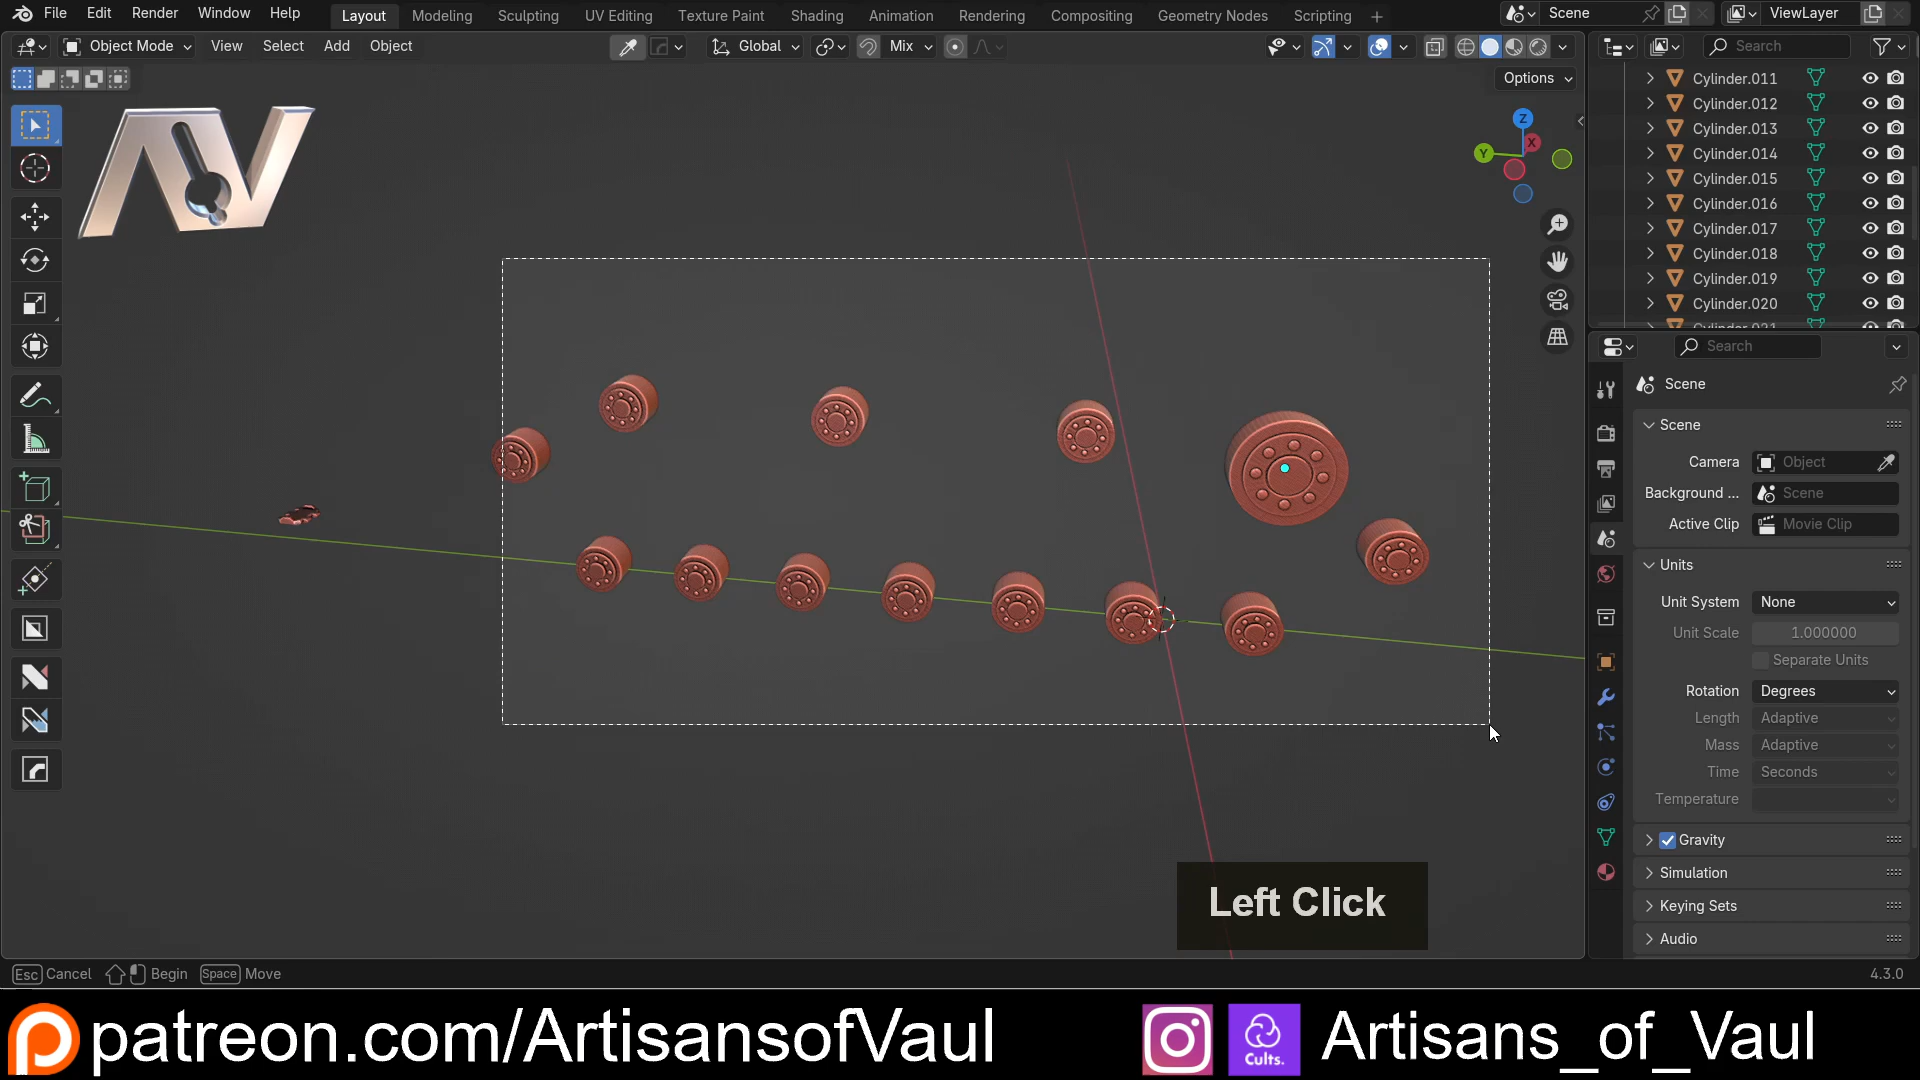 File Edit Render Window Help Layout Modeling Sculpting UV Editing Texture Paint Shading Animation Rendering Compositing Geometry Nodes Scripting + Scene ViewLayer
Object Mode View Select Add Object Global Mix Search
Options
Cylinder.011
Cylinder.012
Cylinder.013
Cylinder.014
Cylinder.015
Cylinder.016
Cylinder.017
Cylinder.018
Cylinder.019
Cylinder.020
Z
X
Y
Search
Scene
Scene
Camera Object
Background ... Scene
Active Clip Movie Clip
Units
Unit System None
Unit Scale 1.000000
Separate Units
Rotation Degrees
Length Adaptive
Mass Adaptive
Time Seconds
Temperature
Gravity
Simulation
Keying Sets
Audio
Left Click
Esc Cancel Begin Space Move 4.3.0
patreon.com/ArtisansofVaul Cults. Artisans_of_Vaul